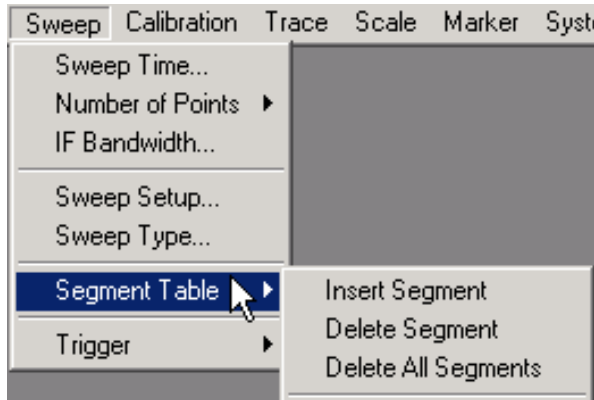 Sweep Calibration Trace Scale Marker Syst
Sweep Time...
Number of Points
IF Bandwidth...
Sweep Setup...
Sweep Type...
Segment Table
Insert Segment
Delete Segment
Trigger
Delete All Segments